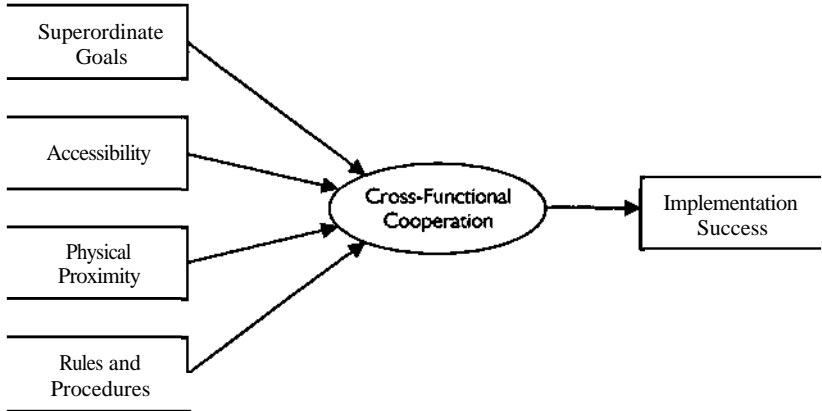 Superordinate
Goals
Accessibility
Physical
Proximity
Rules and
Procedures
Cross-Functional
Cooperation
Implementation
Success